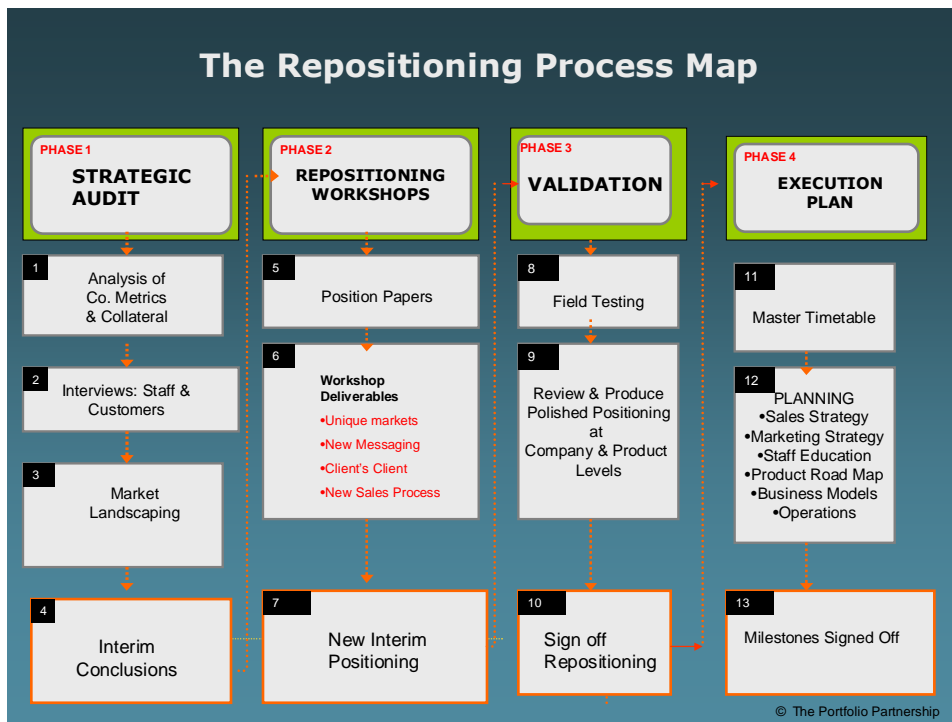 The Repositioning Process Map
PHASE 1
STRATEGIC
AUDIT
1
Analysis of
Co. Metrics
& Collateral
2
Interviews: Staff &
Customers
3
Market
Landscaping
4
Interim
Conclusions
PHASE 2
REPOSITIONING
WORKSHOPS
5
Position Papers
6
Workshop
Deliverables
•Unique markets
•New Messaging
•Client's Client
•New Sales Process
7
New Interim
Positioning
PHASE 3
VALIDATION
8
Field Testing
9
Review & Produce
Polished Positioning
at
Company & Product
Levels
10
Sign off
Repositioning
PHASE 4
EXECUTION
PLAN
11
Master Timetable
12
PLANNING
•Sales Strategy
•Marketing Strategy
•Staff Education
•Product Road Map
•Business Models
•Operations
13
Milestones Signed Off
© The Portfolio Partnership